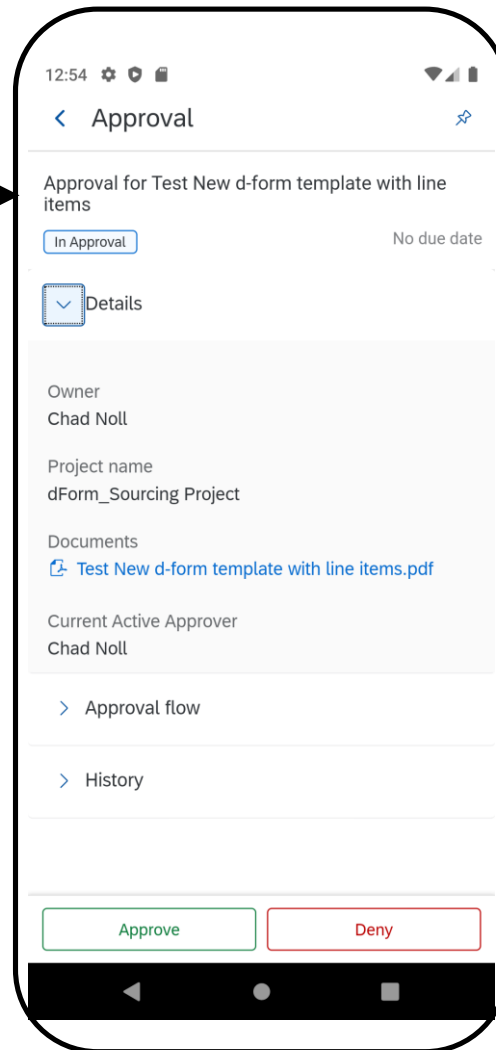 12:54
Approval
Approval for Test New d-form template with line
items
In Approval
No due date
Details
Owner
Chad Noll
Project name
dForm_Sourcing Project
Documents
Test New d-form template with line items.pdf
Current Active Approver
Chad Noll
Approval flow
History
Approve
Deny